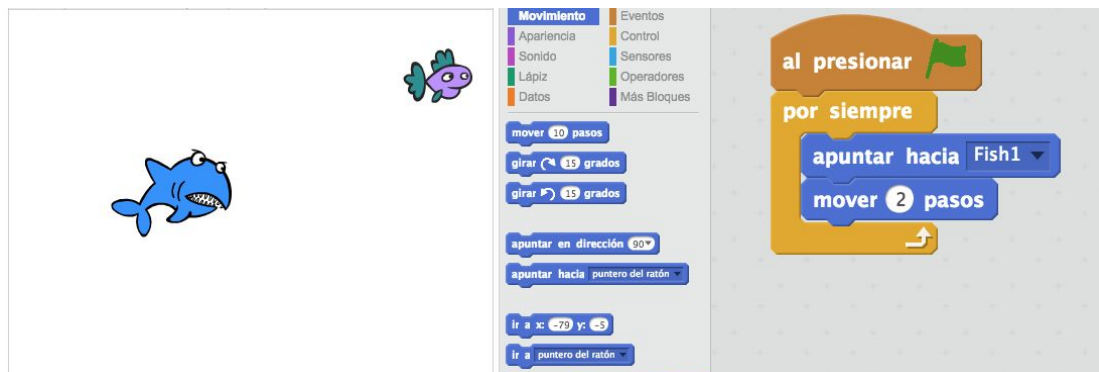 Movimiento Eventos
Apariencia Control
Sonido Sensores
Lápiz Operadores
Datos Más Bloques
mover 10 pasos
girar 15 grados
girar 15 grados
apuntar en dirección 90
apuntar hacia puntero del ratón
ir a x: -79 y: -5
ir a puntero del ratón
al presionar
por siempre
apuntar hacia Fish1
mover 2 pasos